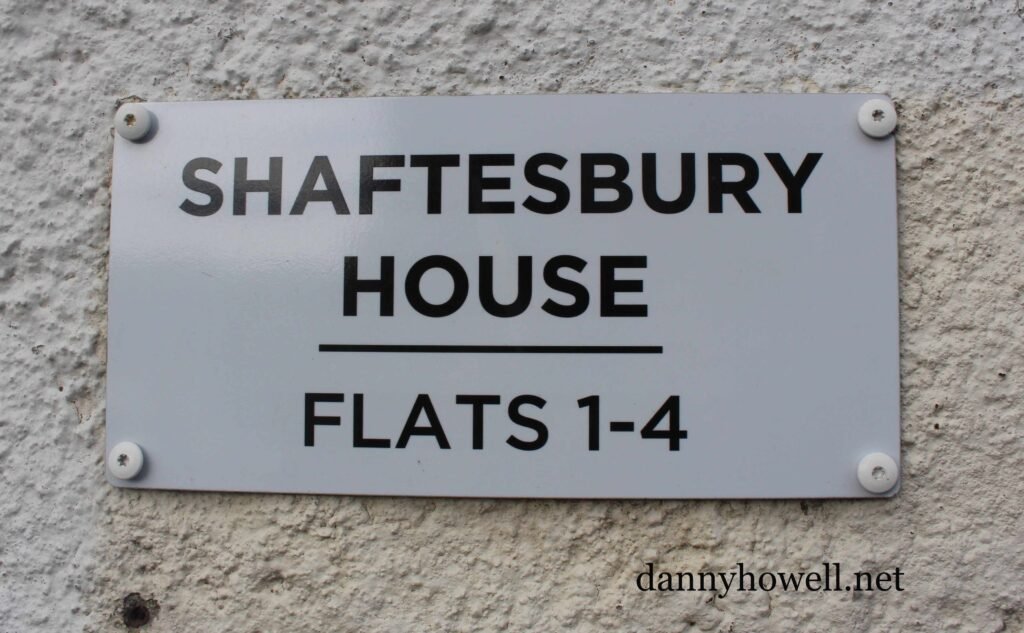 SHAFTESBURY
HOUSE
FLATS 1-4
dannyhowell.net